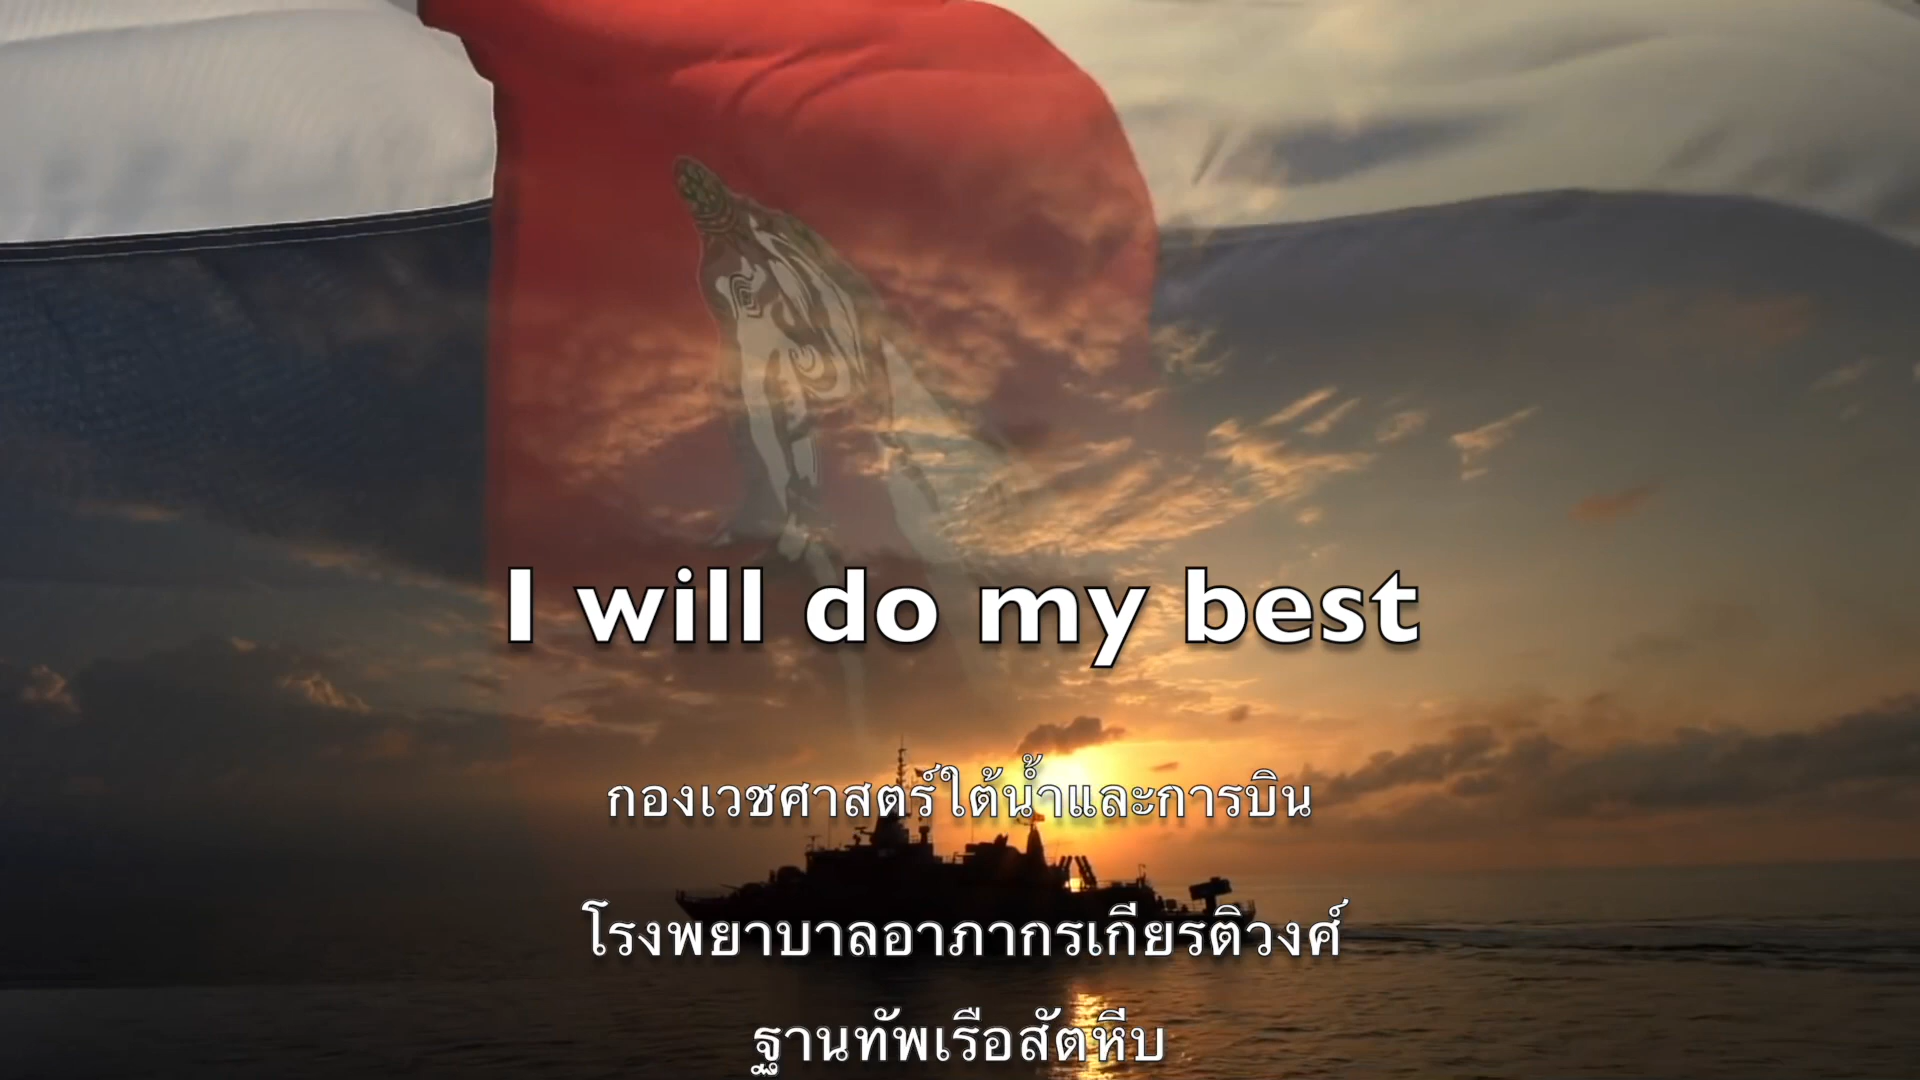 I will do my best
กองเวชศาสตร์ใต้น้ำและการบิน
โรงพยาบาลอาภากรเกียรติวงศ์
ฐานทัพเรือสัตหีบ